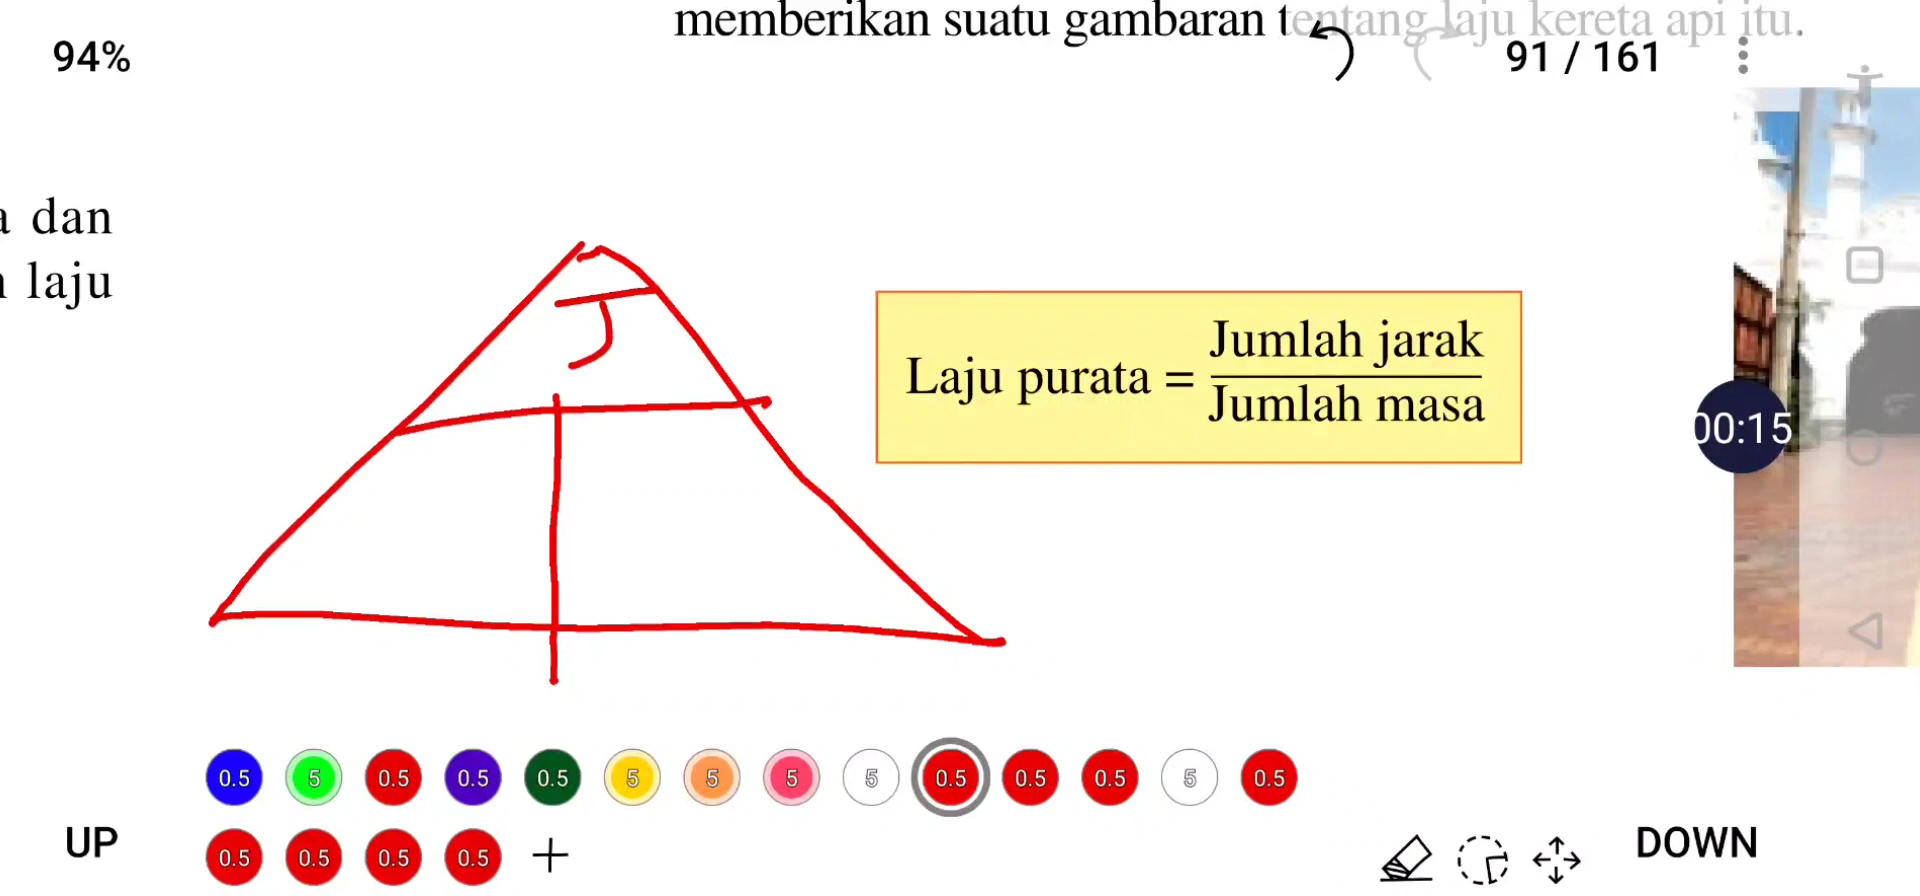 memberikan suatu gambaran tentang laju kereta api itu.
94%
91 / 161
a dan
laju
J
Laju purata = Jumlah jarak
Jumlah masa
00:15
0.5 5 0.5 0.5 0.5 5 5 5 5 0.5 0.5 0.5 5 0.5
UP
0.5 0.5 0.5 0.5 +
DOWN